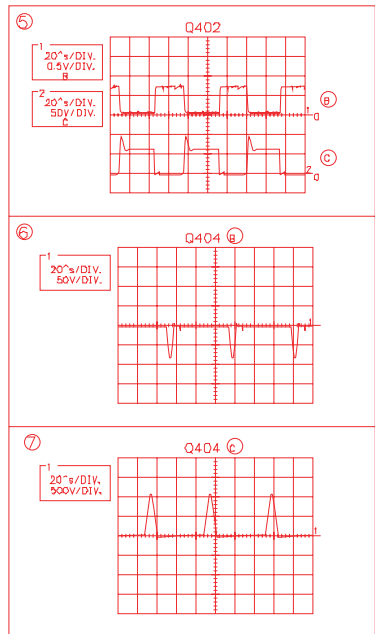 ⑤
Q402
1
20^s/DIV.
0.5V/DIV.
B
2
20^s/DIV.
50V/DIV.
C
1
0
Ⓑ
2
0
Ⓒ
⑥
Q404 Ⓑ
1
20^s/DIV.
50V/DIV.
1
⑦
Q404 Ⓒ
1
20^s/DIV.
500V/DIV.
1